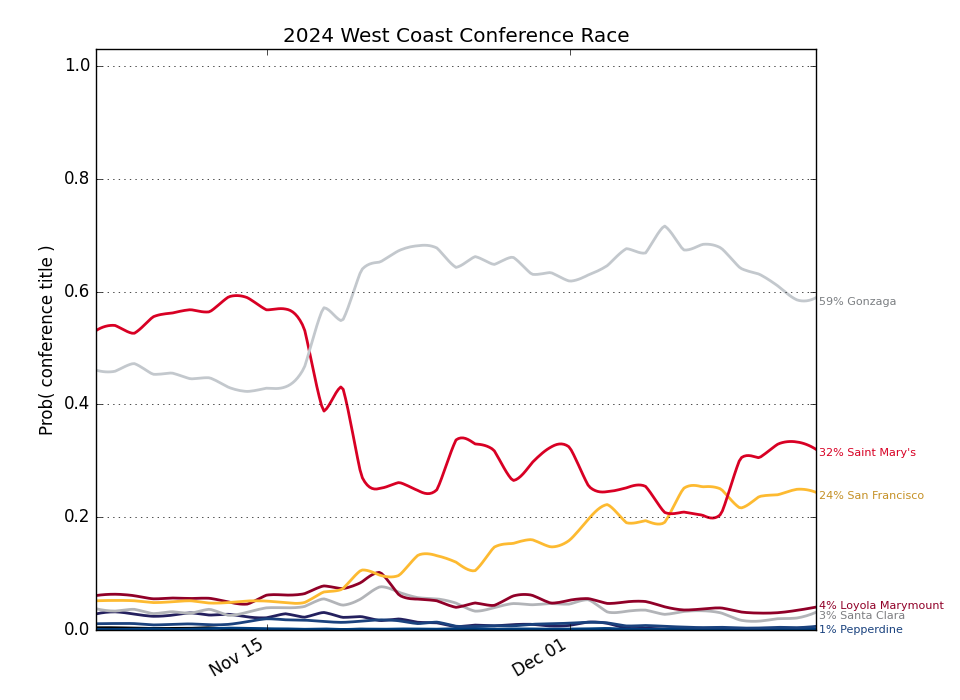 2024 West Coast Conference Race
Prob( conference title )
1.0
0.8
0.6
0.4
0.2
0.0
Nov 15
Dec 01
59% Gonzaga
32% Saint Mary's
24% San Francisco
4% Loyola Marymount
3% Santa Clara
1% Pepperdine